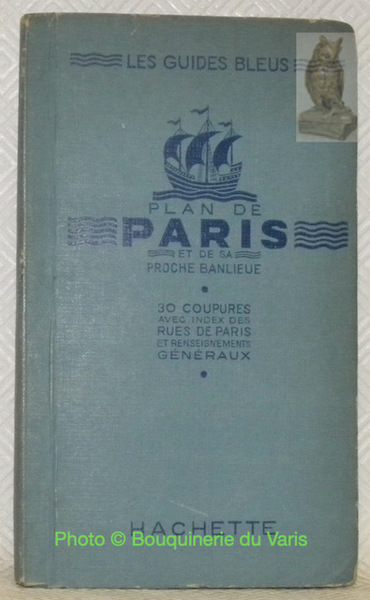 LES GUIDES BLEUS
PLAN DE
PARIS
ET DE SA
PROCHE BANLIEUE
30 COUPURES
AVEC INDEX DES
RUES DE PARIS
ET RENSEIGNEMENTS
GÉNÉRAUX
HACHETTE
Photo © Bouquinerie du Varis